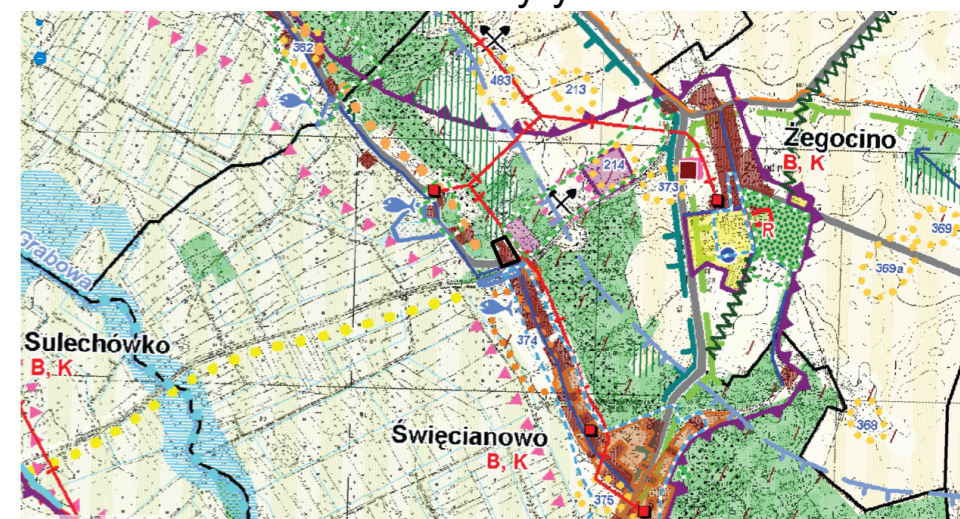 362
483
213
Żegocino
B, K
214
373
R
369
369a
Grabowa
Sulechówko
B, K
374
368
Święcianowo
B, K
375